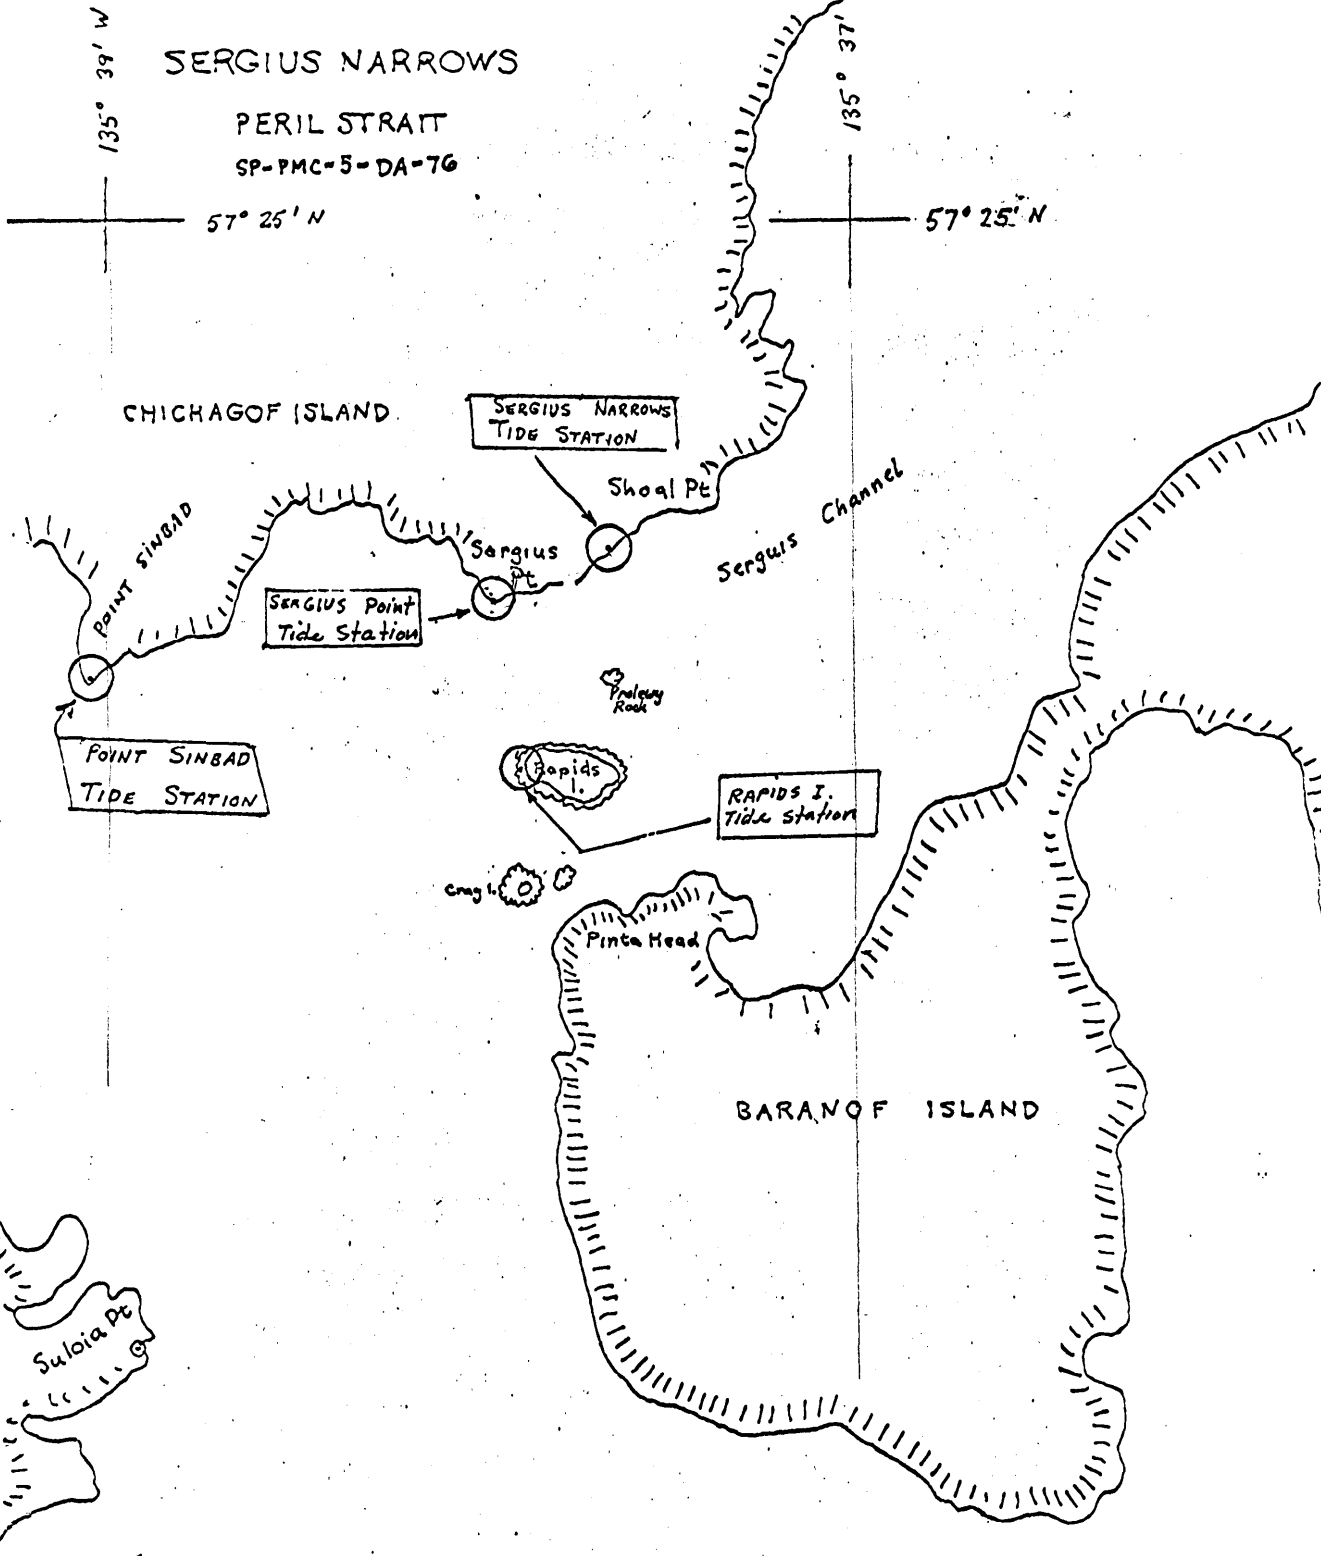 135° 39' W
SERGIUS NARROWS
PERIL STRAIT
SP-PMC-5-DA-76
135° 37'
57° 25' N
57° 25' N
CHICHAGOF ISLAND
SERGIUS NARROWS
TIDE STATION
Shoal Pt
Serguis Channel
POINT SINBAD
Sergius
Pt
SERGIUS Point
Tide Station
Rock
POINT SINBAD
TIDE STATION
Rapids
I.
RAPIDS I.
Tide Station
Crag I.
Pinta Head
BARANOF ISLAND
Suloia Pt